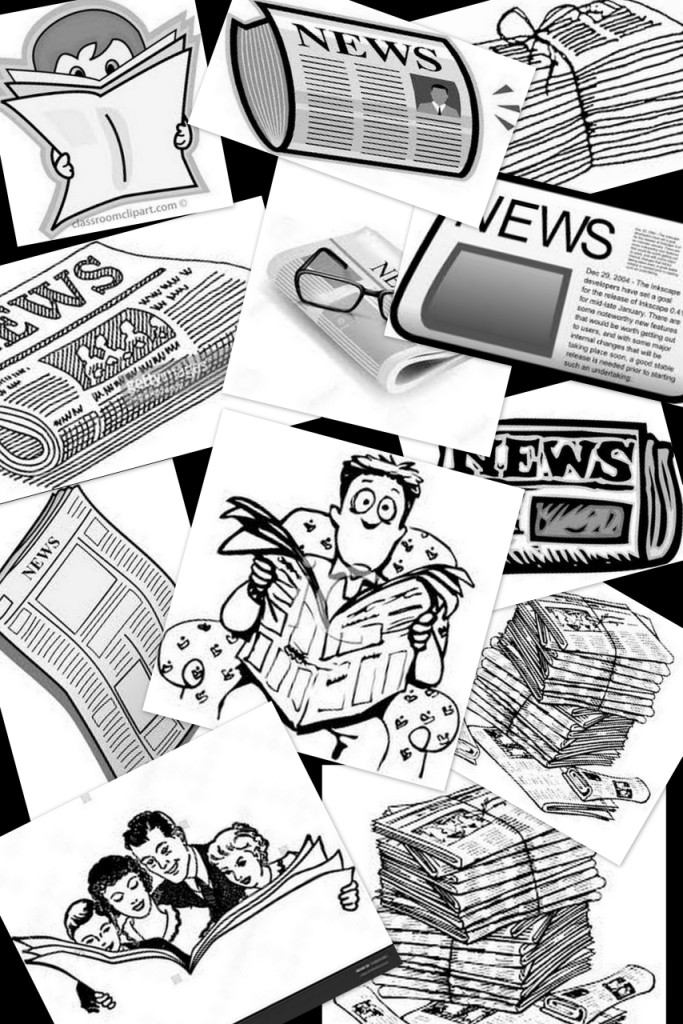 NEWS
classroomclipart.com ©
NEWS
Dec 29, 2004 - The Inkscape
developers have set a goal
for the release of Inkscape 0.4
for mid-late January. There are
some noteworthy new features
that would be worth getting out
to users, and with some major
internal changes that will be
taking place soon, a good stable
release is needed prior to starting
such an undertaking.
EWS
NE
NEWS
NEWS